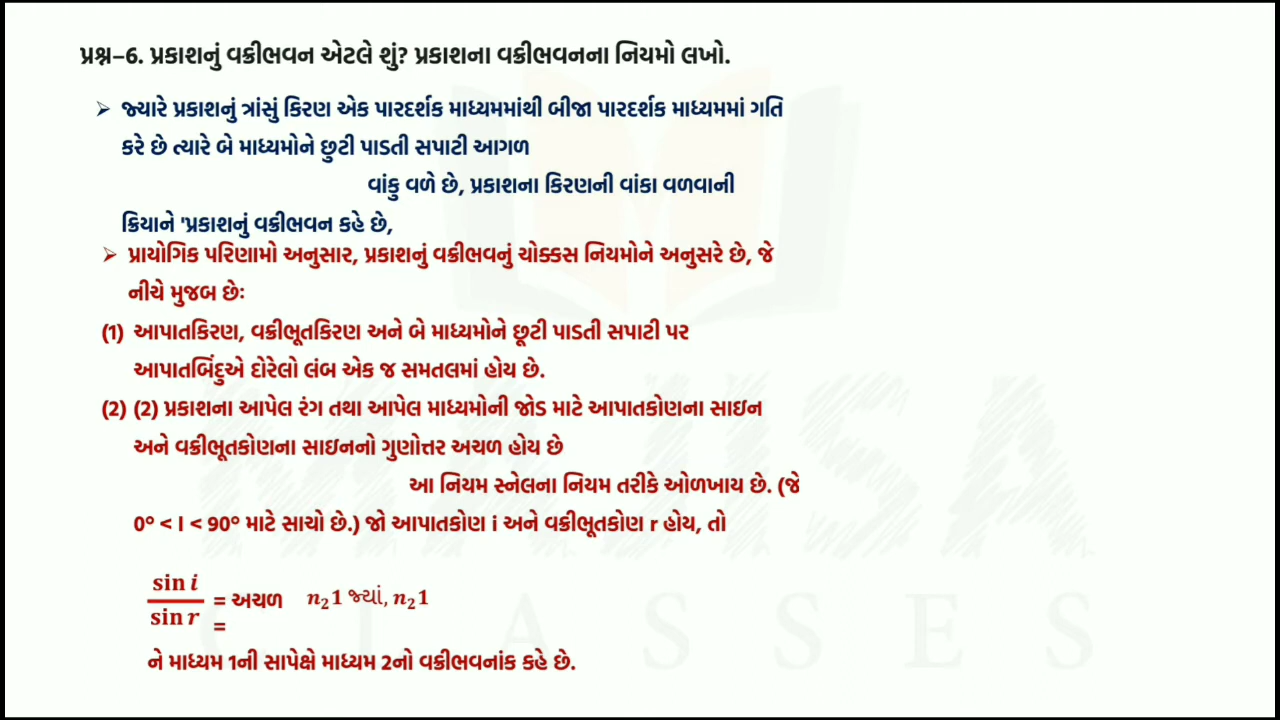 પ્રશ્ન–6. પ્રકાશનું વક્રીભવન એટલે શું? પ્રકાશના વક્રીભવનના નિયમો લખો.
➢ જ્યારે પ્રકાશનું ત્રાંસું કિરણ એક પારદર્શક માધ્યમમાંથી બીજા પારદર્શક માધ્યમમાં ગતિ
કરે છે ત્યારે બે માધ્યમોને છુટી પાડતી સપાટી આગળ
વાંકુ વળે છે, પ્રકાશના કિરણની વાંકા વળવાની
ક્રિયાને 'પ્રકાશનું વક્રીભવન કહે છે,
➢ પ્રાયોગિક પરિણામો અનુસાર, પ્રકાશનું વક્રીભવનું ચોક્કસ નિયમોને અનુસરે છે, જે
નીચે મુજબ છેઃ
(1) આપાતકિરણ, વક્રીભૂતકિરણ અને બે માધ્યમોને છૂટી પાડતી સપાટી પર
આપાતબિંદુએ દોરેલો લંબ એક જ સમતલમાં હોય છે.
(2) (2) પ્રકાશના આપેલ રંગ તથા આપેલ માધ્યમોની જોડ માટે આપાતકોણના સાઇન
અને વક્રીભૂતકોણના સાઇનનો ગુણોત્તર અચળ હોય છે
આ નિયમ સ્નેલના નિયમ તરીકે ઓળખાય છે. (જે
0° < I < 90° માટે સાચો છે.) જો આપાતકોણ i અને વક્રીભૂતકોણ r હોય, તો
sin i
= અચળ n₂1 જ્યાં, n₂1
sin r
=
ને માધ્યમ 1ની સાપેક્ષે માધ્યમ 2નો વક્રીભવનાંક કહે છે.
CLASSES